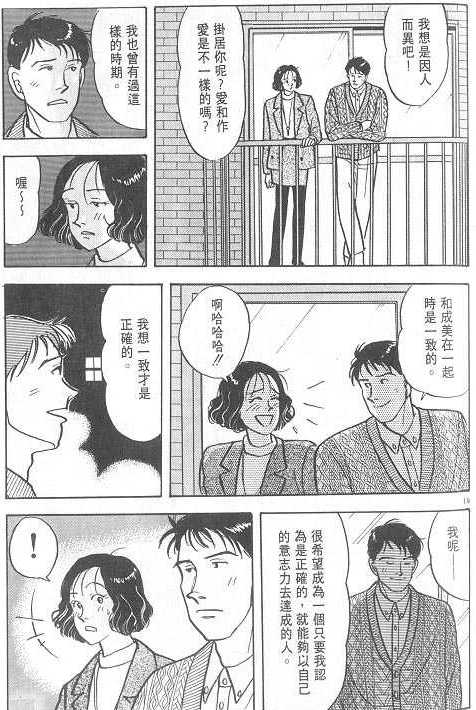 我想是因人
而異吧！
掛居你呢？愛和作
愛是不一樣的嗎？
我也曾有過這
樣的時期。
喔～～
和成美在一起
時是一致的。
啊哈哈哈!!
我想一致才是
正確的。
19
我呢——
很希望成為一個只要我認
為是正確的，就能夠以自己
的意志力去達成的人。
！